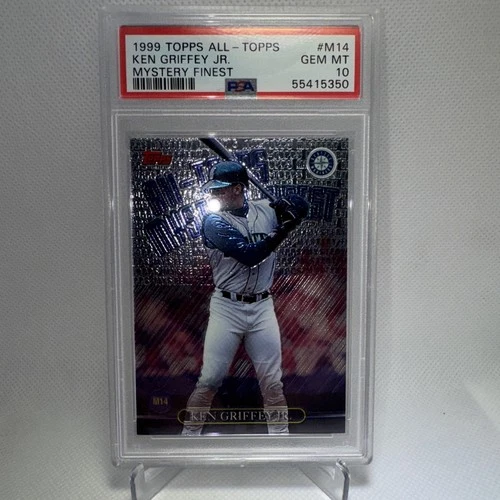 1999 TOPPS ALL-TOPPS #M14
KEN GRIFFEY JR. GEM MT
MYSTERY FINEST 10
PSA 55415350
Topps
M14
KEN GRIFFEY JR.